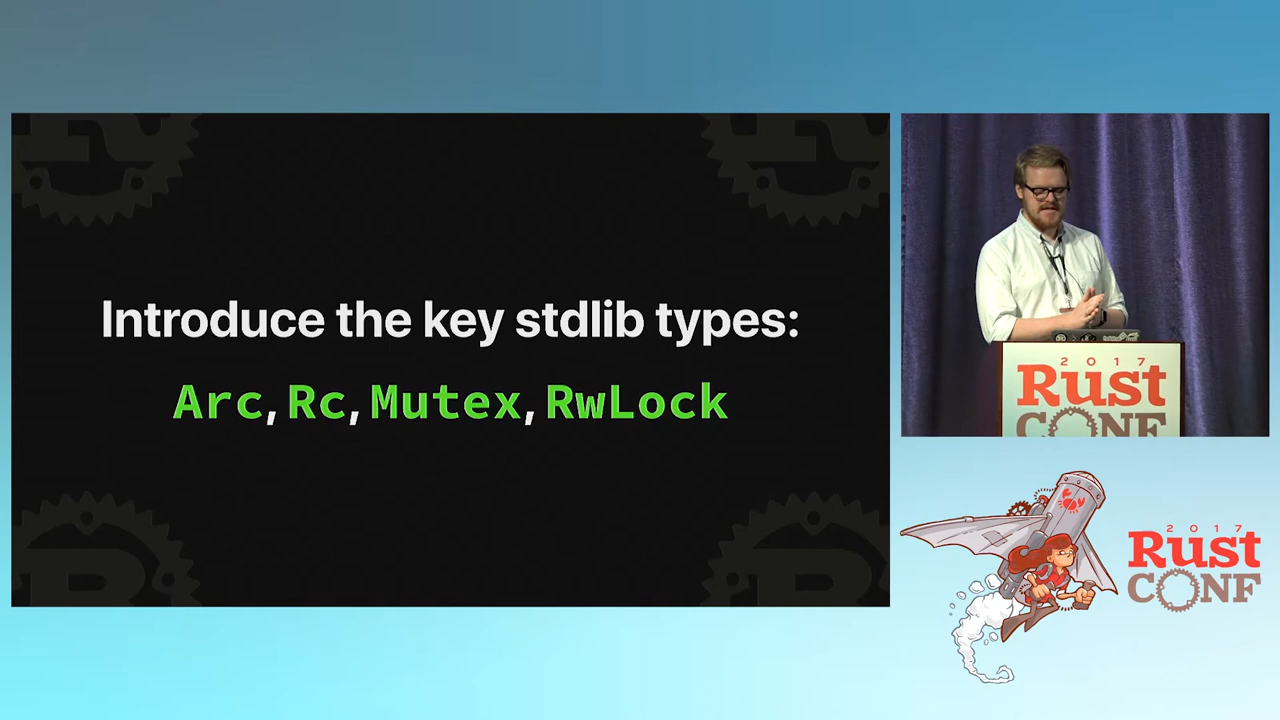 Introduce the key stdlib types:
Arc, Rc, Mutex, RwLock
2017
Rust
CONF
2017
Rust
CONF